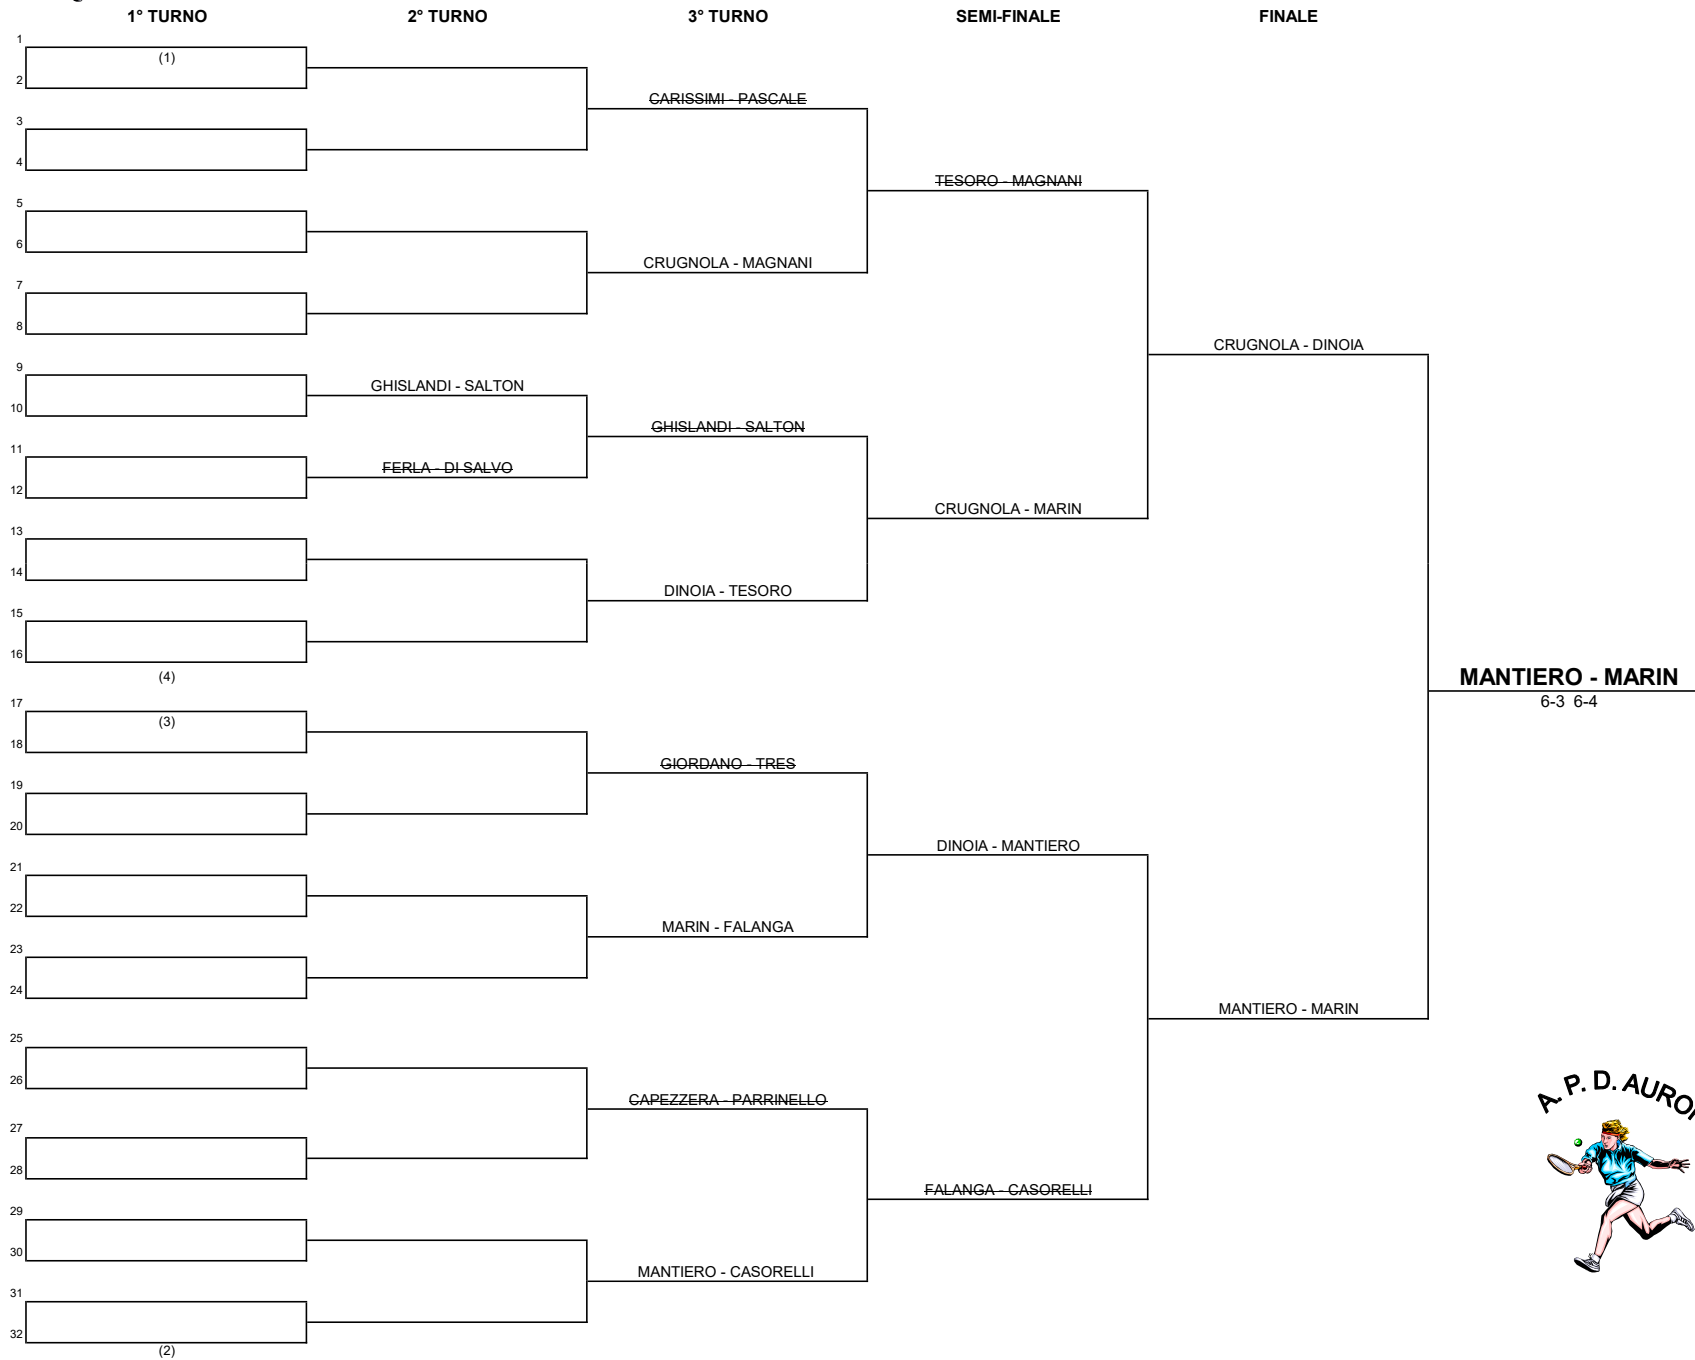 1° TURNO 2° TURNO 3° TURNO SEMI-FINALE FINALE
1
(1)
2
CARISSIMI - PASCALE
3
4
TESORO - MAGNANI
5
6
CRUGNOLA - MAGNANI
7
8
CRUGNOLA - DINOIA
9
GHISLANDI - SALTON
10
GHISLANDI - SALTON
11
FERLA - DI SALVO
12
CRUGNOLA - MARIN
13
14
DINOIA - TESORO
15
16
(4)
MANTIERO - MARIN
6-3 6-4
17
(3)
18
GIORDANO - TRES
19
20
DINOIA - MANTIERO
21
22
MARIN - FALANGA
23
24
MANTIERO - MARIN
25
26
A. P. D.
CAPEZZERA - PARRINELLO
27
28
FALANGA - CASORELLI
29
30
MANTIERO - CASORELLI
31
32
(2)